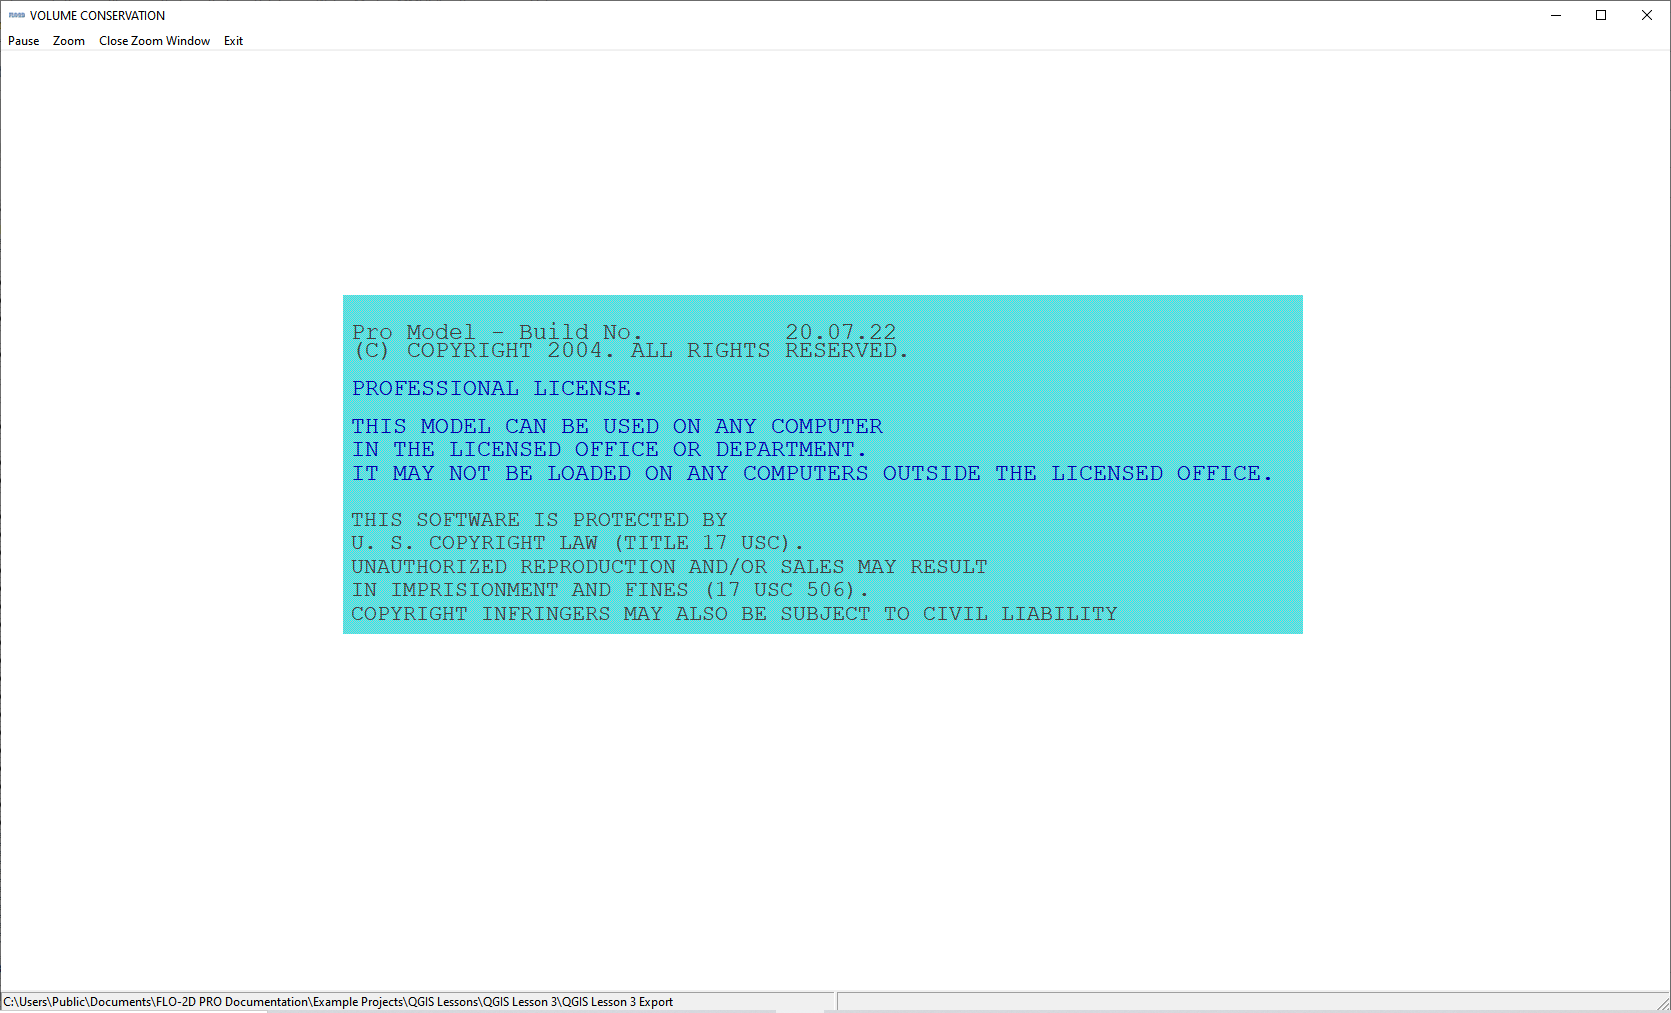 VOLUME CONSERVATION
Pause Zoom Close Zoom Window Exit
Pro Model - Build No. 20.07.22
(C) COPYRIGHT 2004. ALL RIGHTS RESERVED.
PROFESSIONAL LICENSE.
THIS MODEL CAN BE USED ON ANY COMPUTER
IN THE LICENSED OFFICE OR DEPARTMENT.
IT MAY NOT BE LOADED ON ANY COMPUTERS OUTSIDE THE LICENSED OFFICE.
THIS SOFTWARE IS PROTECTED BY
U. S. COPYRIGHT LAW (TITLE 17 USC).
UNAUTHORIZED REPRODUCTION AND/OR SALES MAY RESULT
IN IMPRISIONMENT AND FINES (17 USC 506).
COPYRIGHT INFRINGERS MAY ALSO BE SUBJECT TO CIVIL LIABILITY
C:\Users\Public\Documents\FLO-2D PRO Documentation\Example Projects\QGIS Lessons\QGIS Lesson 3\QGIS Lesson 3 Export